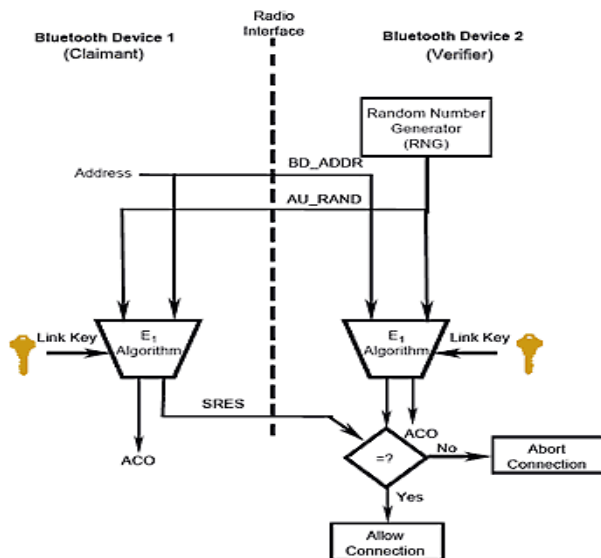 Radio
Interface
Bluetooth Device 1
(Claimant)
Bluetooth Device 2
(Verifier)
Random Number
Generator
(RNG)
Address
BD_ADDR
AU_RAND
Link Key
E1
Algorithm
E1
Algorithm
Link Key
SRES
ACO
ACO
=?
No
Abort
Connection
Yes
Allow
Connection